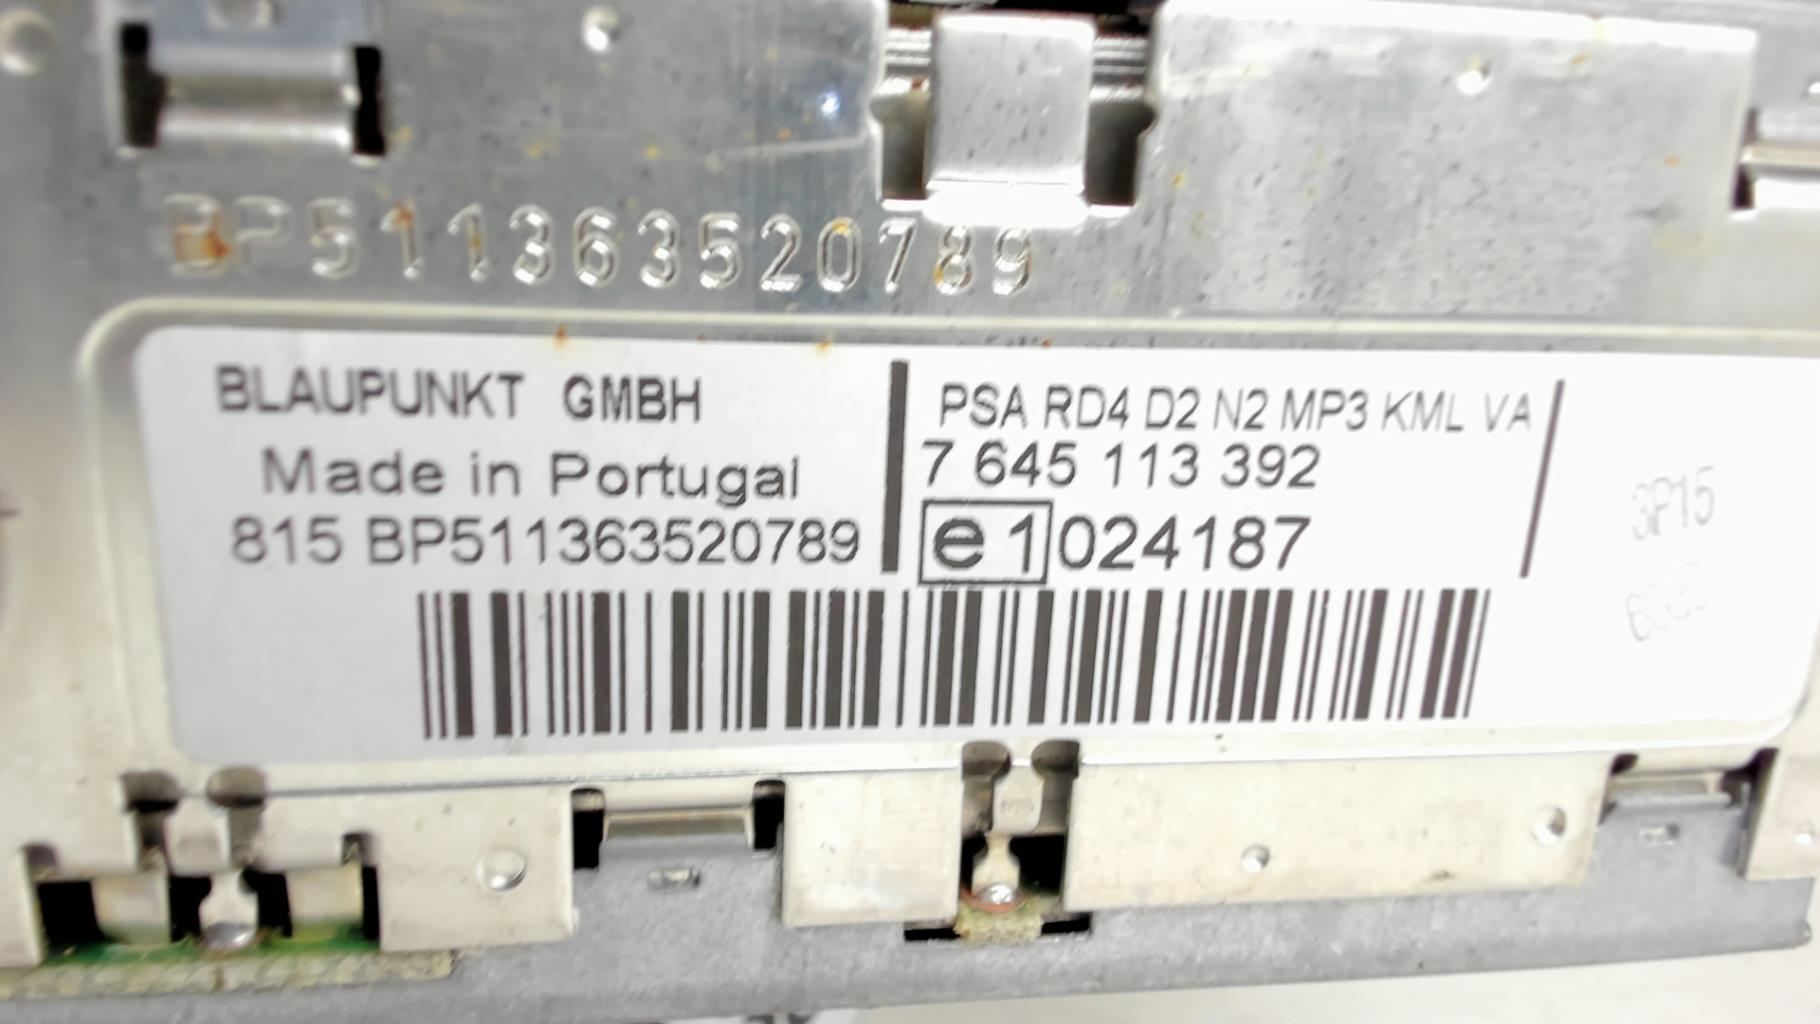 BP511363520789
BLAUPUNKT GMBH
Made in Portugal
815 BP511363520789
PSA RD4 D2 N2 MP3 KML VA
7 645 113 392
e1 024187
3P15